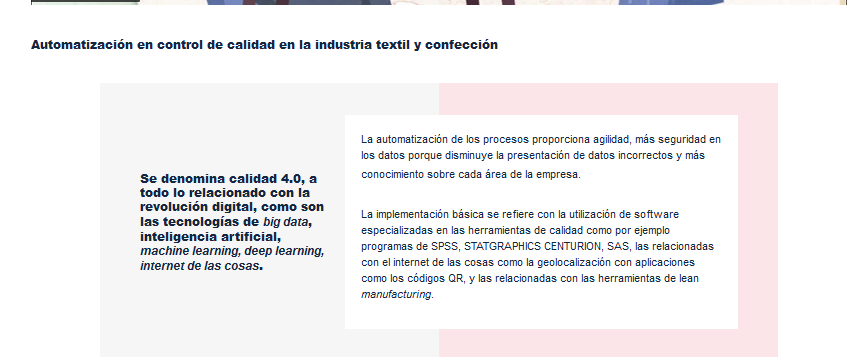 Automatización en control de calidad en la industria textil y confección
Se denomina calidad 4.0, a
todo lo relacionado con la
revolución digital, como son
las tecnologías de big data,
inteligencia artificial,
machine learning, deep learning,
internet de las cosas.
La automatización de los procesos proporciona agilidad, más seguridad en
los datos porque disminuye la presentación de datos incorrectos y más
conocimiento sobre cada área de la empresa.
La implementación básica se refiere con la utilización de software
especializadas en las herramientas de calidad como por ejemplo
programas de SPSS, STATGRAPHICS CENTURION, SAS, las relacionadas
con el internet de las cosas como la geolocalización con aplicaciones
como los códigos QR, y las relacionadas con las herramientas de lean
manufacturing.